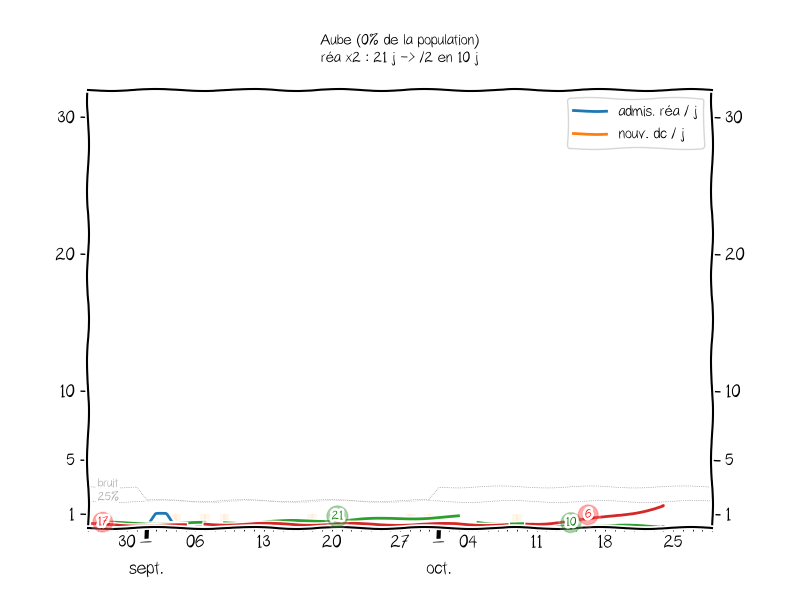 Aube (0% de la population)
réa x2 : 21 j -> /2 en 10 j
admis. réa / j
nouv. dc / j
30 30
20 20
10 10
5 5
bruit
25%
1 1
17 21 10 6
30 06 13 20 27 04 11 18 25
sept. oct.